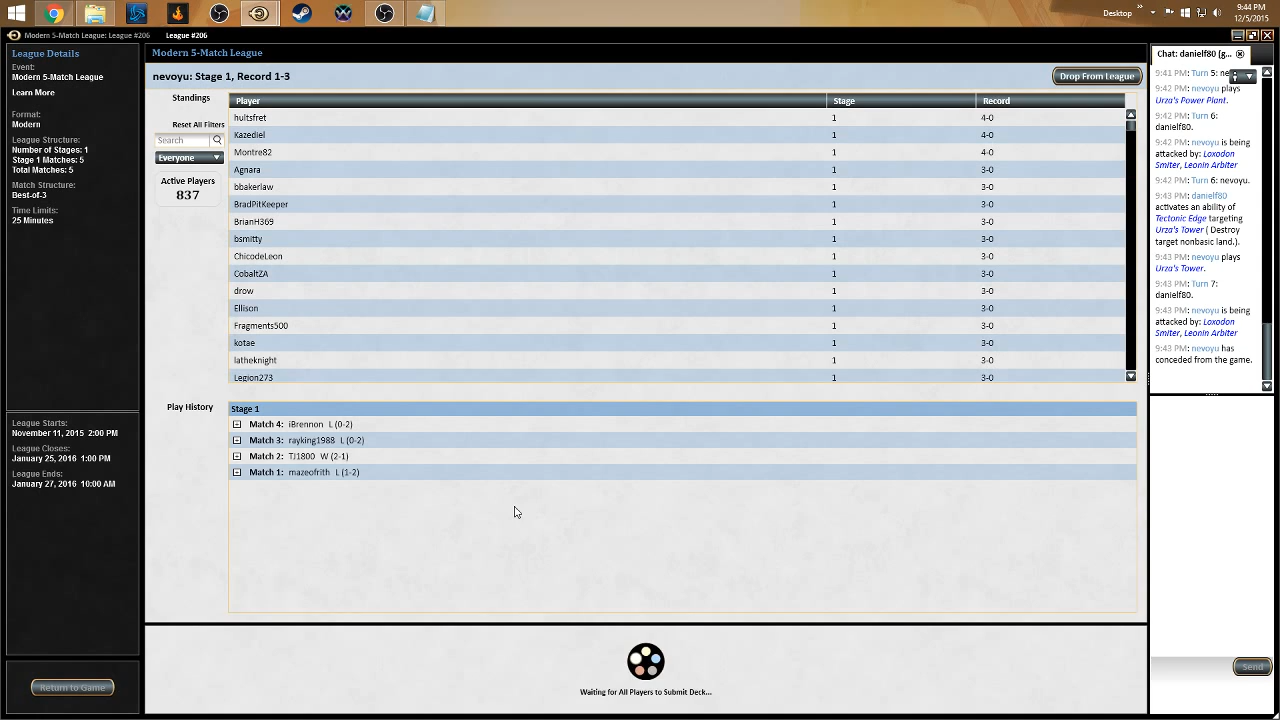 Desktop
9:44 PM
12/5/2015
Modern 5-Match League: League #206
League #206
League Details
Event:
Modern 5-Match League
Learn More
Format:
Modern
League Structure:
Number of Stages: 1
Stage 1 Matches: 5
Total Matches: 5
Match Structure:
Best-of-3
Time Limits:
25 Minutes
League Starts:
November 11, 2015 2:00 PM
League Closes:
January 25, 2016 1:00 PM
League Ends:
January 27, 2016 10:00 AM
Return to Game
Modern 5-Match League
nevoyu: Stage 1, Record 1-3
Drop From League
Standings
Reset All Filters
Search
Everyone
Active Players
837
Player Stage Record
hultsfret 1 4-0
Kazediel 1 4-0
Montre82 1 4-0
Agnara 1 3-0
bbakerlaw 1 3-0
BradPitKeeper 1 3-0
BrianH369 1 3-0
bsmitty 1 3-0
ChicodeLeon 1 3-0
CobaltZA 1 3-0
drow 1 3-0
Ellison 1 3-0
Fragments500 1 3-0
kotae 1 3-0
latheknight 1 3-0
Legion273 1 3-0
Play History
Stage 1
Match 4: iBrennon L (0-2)
Match 3: rayking1988 L (0-2)
Match 2: TJ1800 W (2-1)
Match 1: mazeofrith L (1-2)
Waiting for All Players to Submit Deck...
Chat: danielf80 (g...
9:41 PM: Turn 5: ne
9:42 PM: nevoyu plays
Urza's Power Plant.
9:42 PM: Turn 6:
danielf80.
9:42 PM: nevoyu is being
attacked by: Loxodon
Smiter, Leonin Arbiter
9:42 PM: Turn 6: nevoyu.
9:43 PM: danielf80
activates an ability of
Tectonic Edge targeting
Urza's Tower ( Destroy
target nonbasic land.).
9:43 PM: nevoyu plays
Urza's Tower.
9:43 PM: Turn 7:
danielf80.
9:43 PM: nevoyu is being
attacked by: Loxodon
Smiter, Leonin Arbiter
9:43 PM: nevoyu has
conceded from the game.
Send